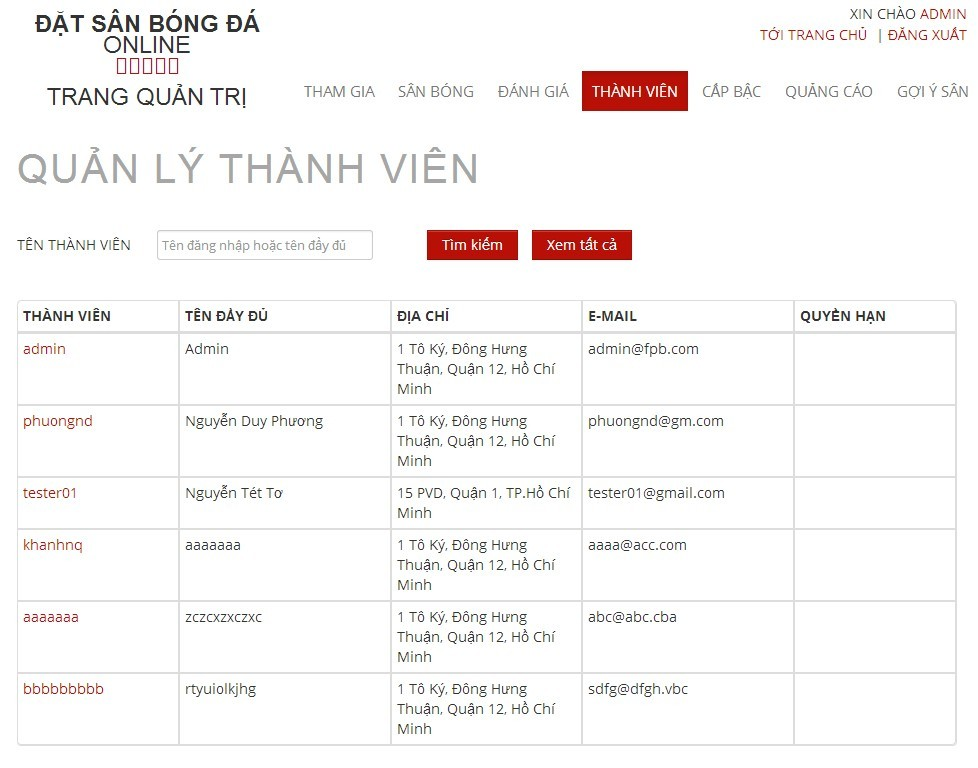 ĐẶT SÂN BÓNG ĐÁ
ONLINE
TRANG QUẢN TRỊ
XIN CHÀO ADMIN
TỚI TRANG CHỦ | ĐĂNG XUẤT
THAM GIA SÂN BÓNG ĐÁNH GIÁ THÀNH VIÊN CẤP BẬC QUẢNG CÁO GỢI Ý SÂN
QUẢN LÝ THÀNH VIÊN
TÊN THÀNH VIÊN Tên đăng nhập hoặc tên đầy đủ Tìm kiếm Xem tất cả
THÀNH VIÊN TÊN ĐẦY ĐỦ ĐỊA CHỈ E-MAIL QUYỀN HẠN
admin Admin 1 Tô Ký, Đông Hưng admin@fpb.com
Thuận, Quận 12, Hồ Chí
Minh
phuongnd Nguyễn Duy Phương 1 Tô Ký, Đông Hưng phuongnd@gm.com
Thuận, Quận 12, Hồ Chí
Minh
tester01 Nguyễn Tét Tơ 15 PVD, Quận 1, TP.Hồ Chí tester01@gmail.com
Minh
khanhnq aaaaaaa 1 Tô Ký, Đông Hưng aaaa@acc.com
Thuận, Quận 12, Hồ Chí
Minh
aaaaaaa zczcxzxczxc 1 Tô Ký, Đông Hưng abc@abc.cba
Thuận, Quận 12, Hồ Chí
Minh
bbbbbbbbb rtyuiolkjhg 1 Tô Ký, Đông Hưng sdfg@dfgh.vbc
Thuận, Quận 12, Hồ Chí
Minh